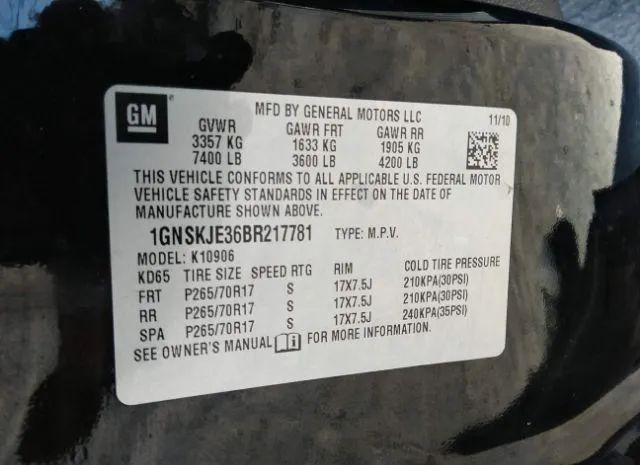 GM
MFD BY GENERAL MOTORS LLC
11/10
GVWR GAWR FRT GAWR RR
3357 KG 1633 KG 1905 KG
7400 LB 3600 LB 4200 LB
THIS VEHICLE CONFORMS TO ALL APPLICABLE U.S. FEDERAL MOTOR
VEHICLE SAFETY STANDARDS IN EFFECT ON THE DATE OF
MANUFACTURE SHOWN ABOVE.
1GNSKJE36BR217781 TYPE: M.P.V.
MODEL: K10906
KD65 TIRE SIZE SPEED RTG RIM COLD TIRE PRESSURE
FRT P265/70R17 S 17X7.5J 210KPA(30PSI)
RR P265/70R17 S 17X7.5J 210KPA(30PSI)
SPA P265/70R17 S 17X7.5J 240KPA(35PSI)
SEE OWNER'S MANUAL i FOR MORE INFORMATION.